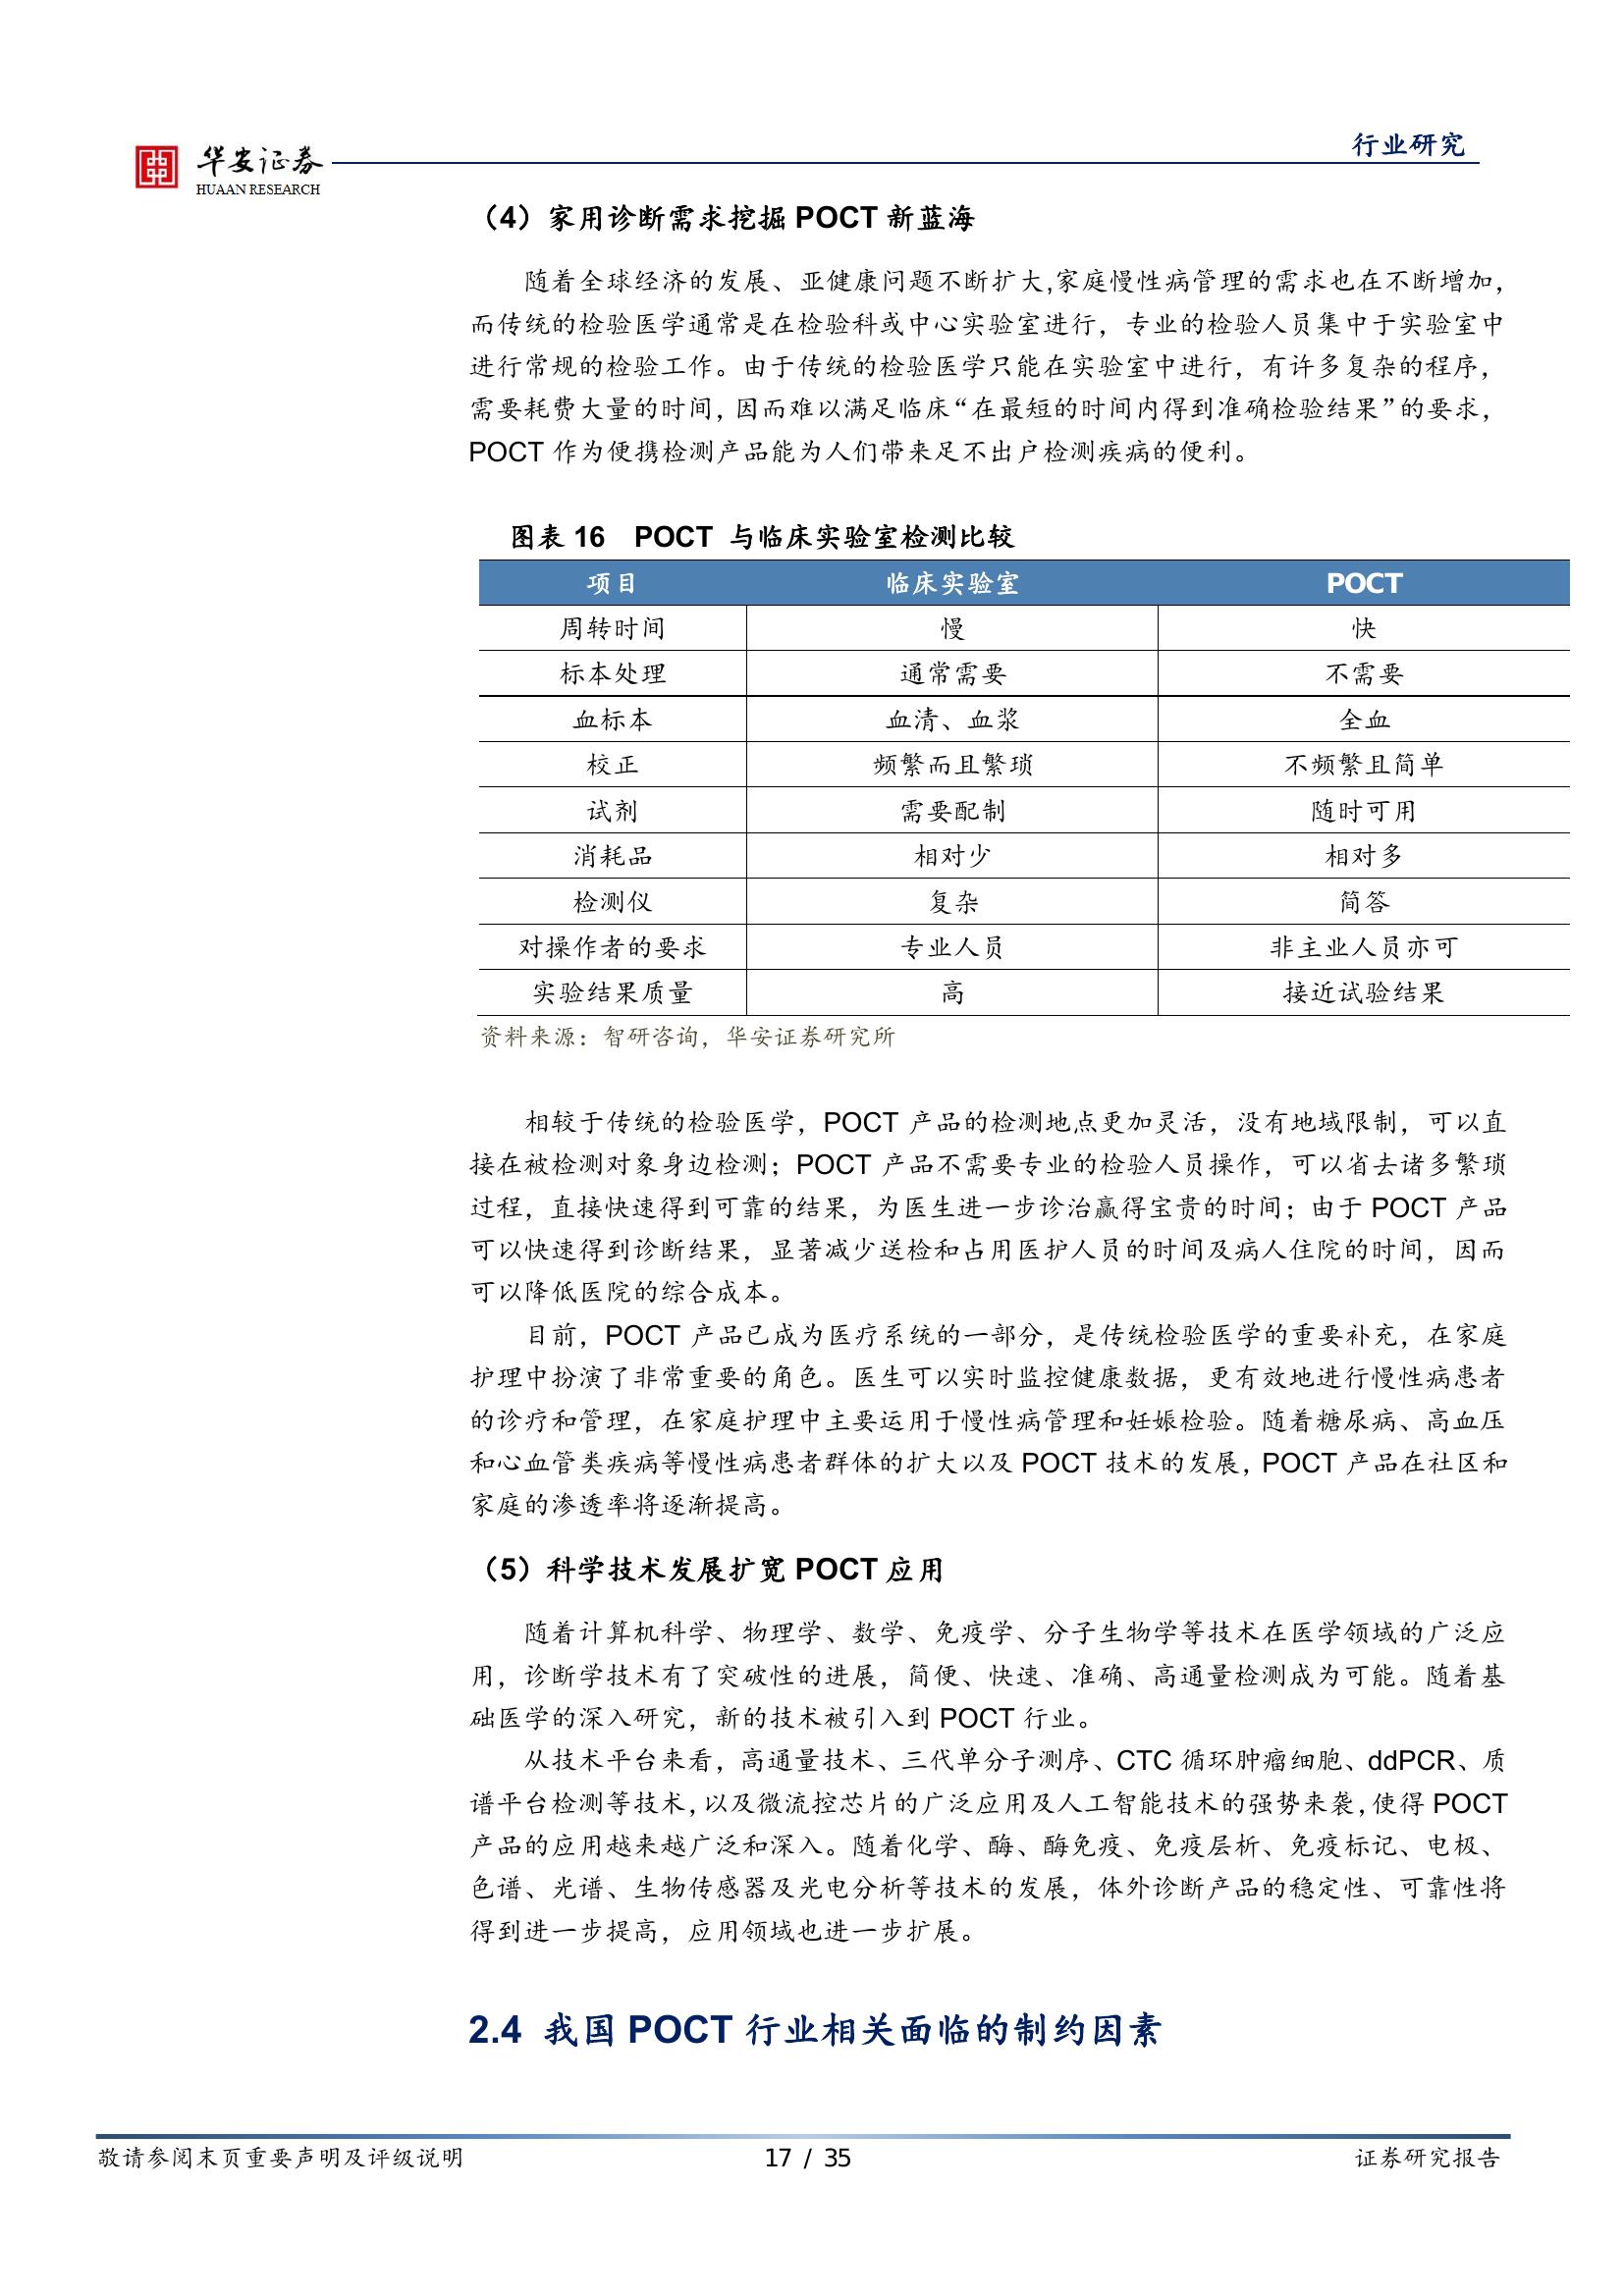 华安证券
HUAAN RESEARCH
行业研究
（4）家用诊断需求挖掘 POCT 新蓝海
随着全球经济的发展、亚健康问题不断扩大,家庭慢性病管理的需求也在不断增加，
而传统的检验医学通常是在检验科或中心实验室进行，专业的检验人员集中于实验室中
进行常规的检验工作。由于传统的检验医学只能在实验室中进行，有许多复杂的程序，
需要耗费大量的时间，因而难以满足临床“在最短的时间内得到准确检验结果”的要求，
POCT 作为便携检测产品能为人们带来足不出户检测疾病的便利。
图表 16 POCT 与临床实验室检测比较
项目 临床实验室 POCT
周转时间 慢 快
标本处理 通常需要 不需要
血标本 血清、血浆 全血
校正 频繁而且繁琐 不频繁且简单
试剂 需要配制 随时可用
消耗品 相对少 相对多
检测仪 复杂 简答
对操作者的要求 专业人员 非主业人员亦可
实验结果质量 高 接近试验结果
资料来源：智研咨询，华安证券研究所
相较于传统的检验医学，POCT 产品的检测地点更加灵活，没有地域限制，可以直
接在被检测对象身边检测；POCT 产品不需要专业的检验人员操作，可以省去诸多繁琐
过程，直接快速得到可靠的结果，为医生进一步诊治赢得宝贵的时间；由于 POCT 产品
可以快速得到诊断结果，显著减少送检和占用医护人员的时间及病人住院的时间，因而
可以降低医院的综合成本。
目前，POCT 产品已成为医疗系统的一部分，是传统检验医学的重要补充，在家庭
护理中扮演了非常重要的角色。医生可以实时监控健康数据，更有效地进行慢性病患者
的诊疗和管理，在家庭护理中主要运用于慢性病管理和妊娠检验。随着糖尿病、高血压
和心血管类疾病等慢性病患者群体的扩大以及 POCT 技术的发展，POCT 产品在社区和
家庭的渗透率将逐渐提高。
（5）科学技术发展扩宽 POCT 应用
随着计算机科学、物理学、数学、免疫学、分子生物学等技术在医学领域的广泛应
用，诊断学技术有了突破性的进展，简便、快速、准确、高通量检测成为可能。随着基
础医学的深入研究，新的技术被引入到 POCT 行业。
从技术平台来看，高通量技术、三代单分子测序、CTC 循环肿瘤细胞、ddPCR、质
谱平台检测等技术，以及微流控芯片的广泛应用及人工智能技术的强势来袭，使得 POCT
产品的应用越来越广泛和深入。随着化学、酶、酶免疫、免疫层析、免疫标记、电极、
色谱、光谱、生物传感器及光电分析等技术的发展，体外诊断产品的稳定性、可靠性将
得到进一步提高，应用领域也进一步扩展。
2.4 我国 POCT 行业相关面临的制约因素
敬请参阅末页重要声明及评级说明 17 / 35 证券研究报告